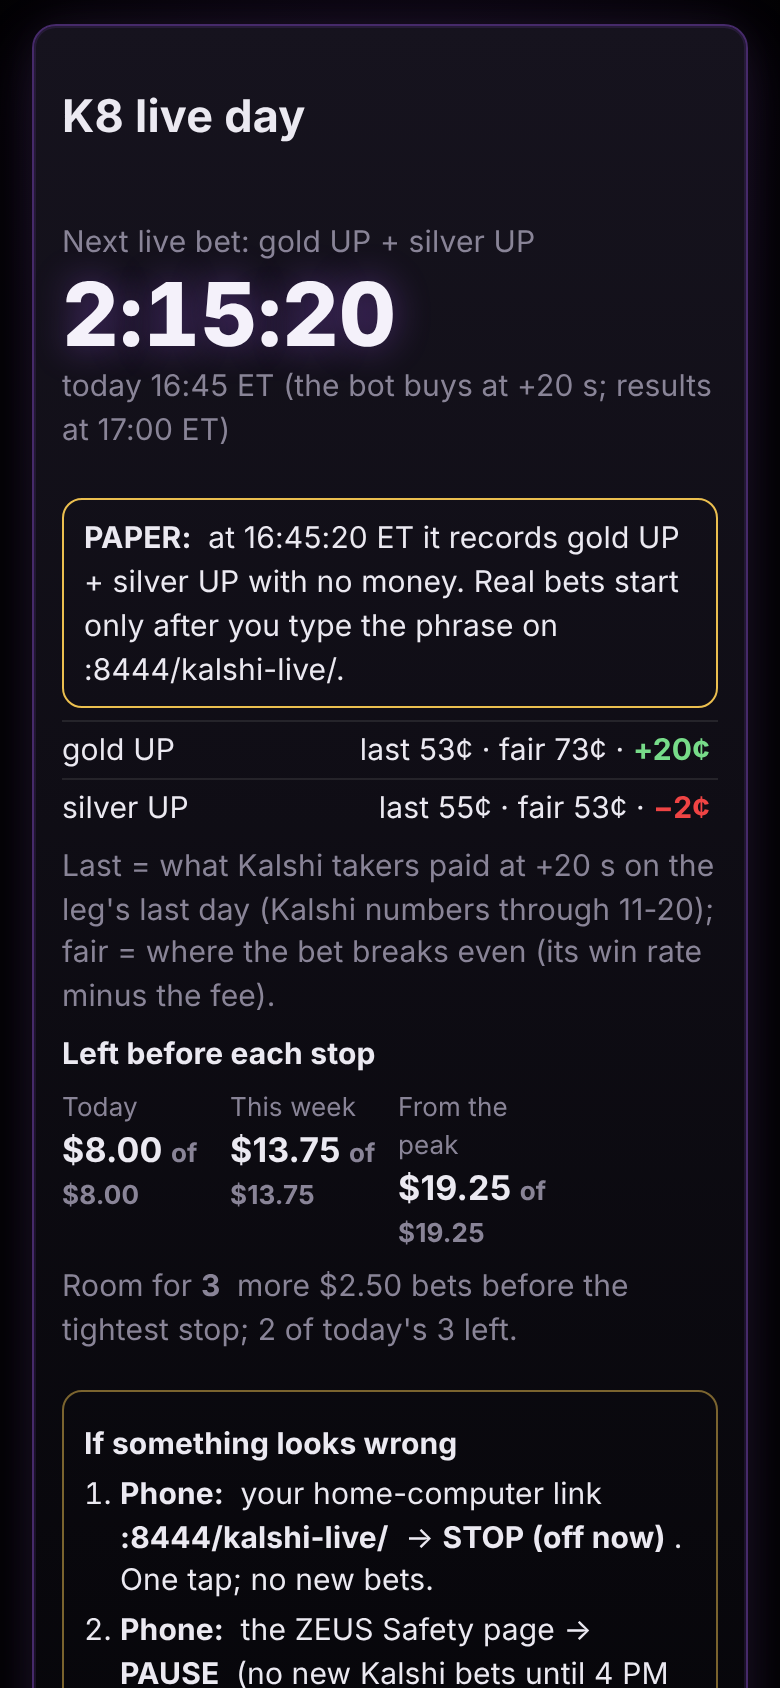 K8 live day
Next live bet: gold UP + silver UP
2:15:20
today 16:45 ET (the bot buys at +20 s; results
at 17:00 ET)
PAPER: at 16:45:20 ET it records gold UP
+ silver UP with no money. Real bets start
only after you type the phrase on
:8444/kalshi-live/.
gold UP last 53¢ · fair 73¢ · +20¢
silver UP last 55¢ · fair 53¢ · −2¢
Last = what Kalshi takers paid at +20 s on the
leg's last day (Kalshi numbers through 11-20);
fair = where the bet breaks even (its win rate
minus the fee).
Left before each stop
Today
$8.00 of
$8.00
This week
$13.75 of
$13.75
From the
peak
$19.25 of
$19.25
Room for 3 more $2.50 bets before the
tightest stop; 2 of today's 3 left.
If something looks wrong
1. Phone: your home-computer link
:8444/kalshi-live/ → STOP (off now) .
One tap; no new bets.
2. Phone: the ZEUS Safety page →
PAUSE (no new Kalshi bets until 4 PM